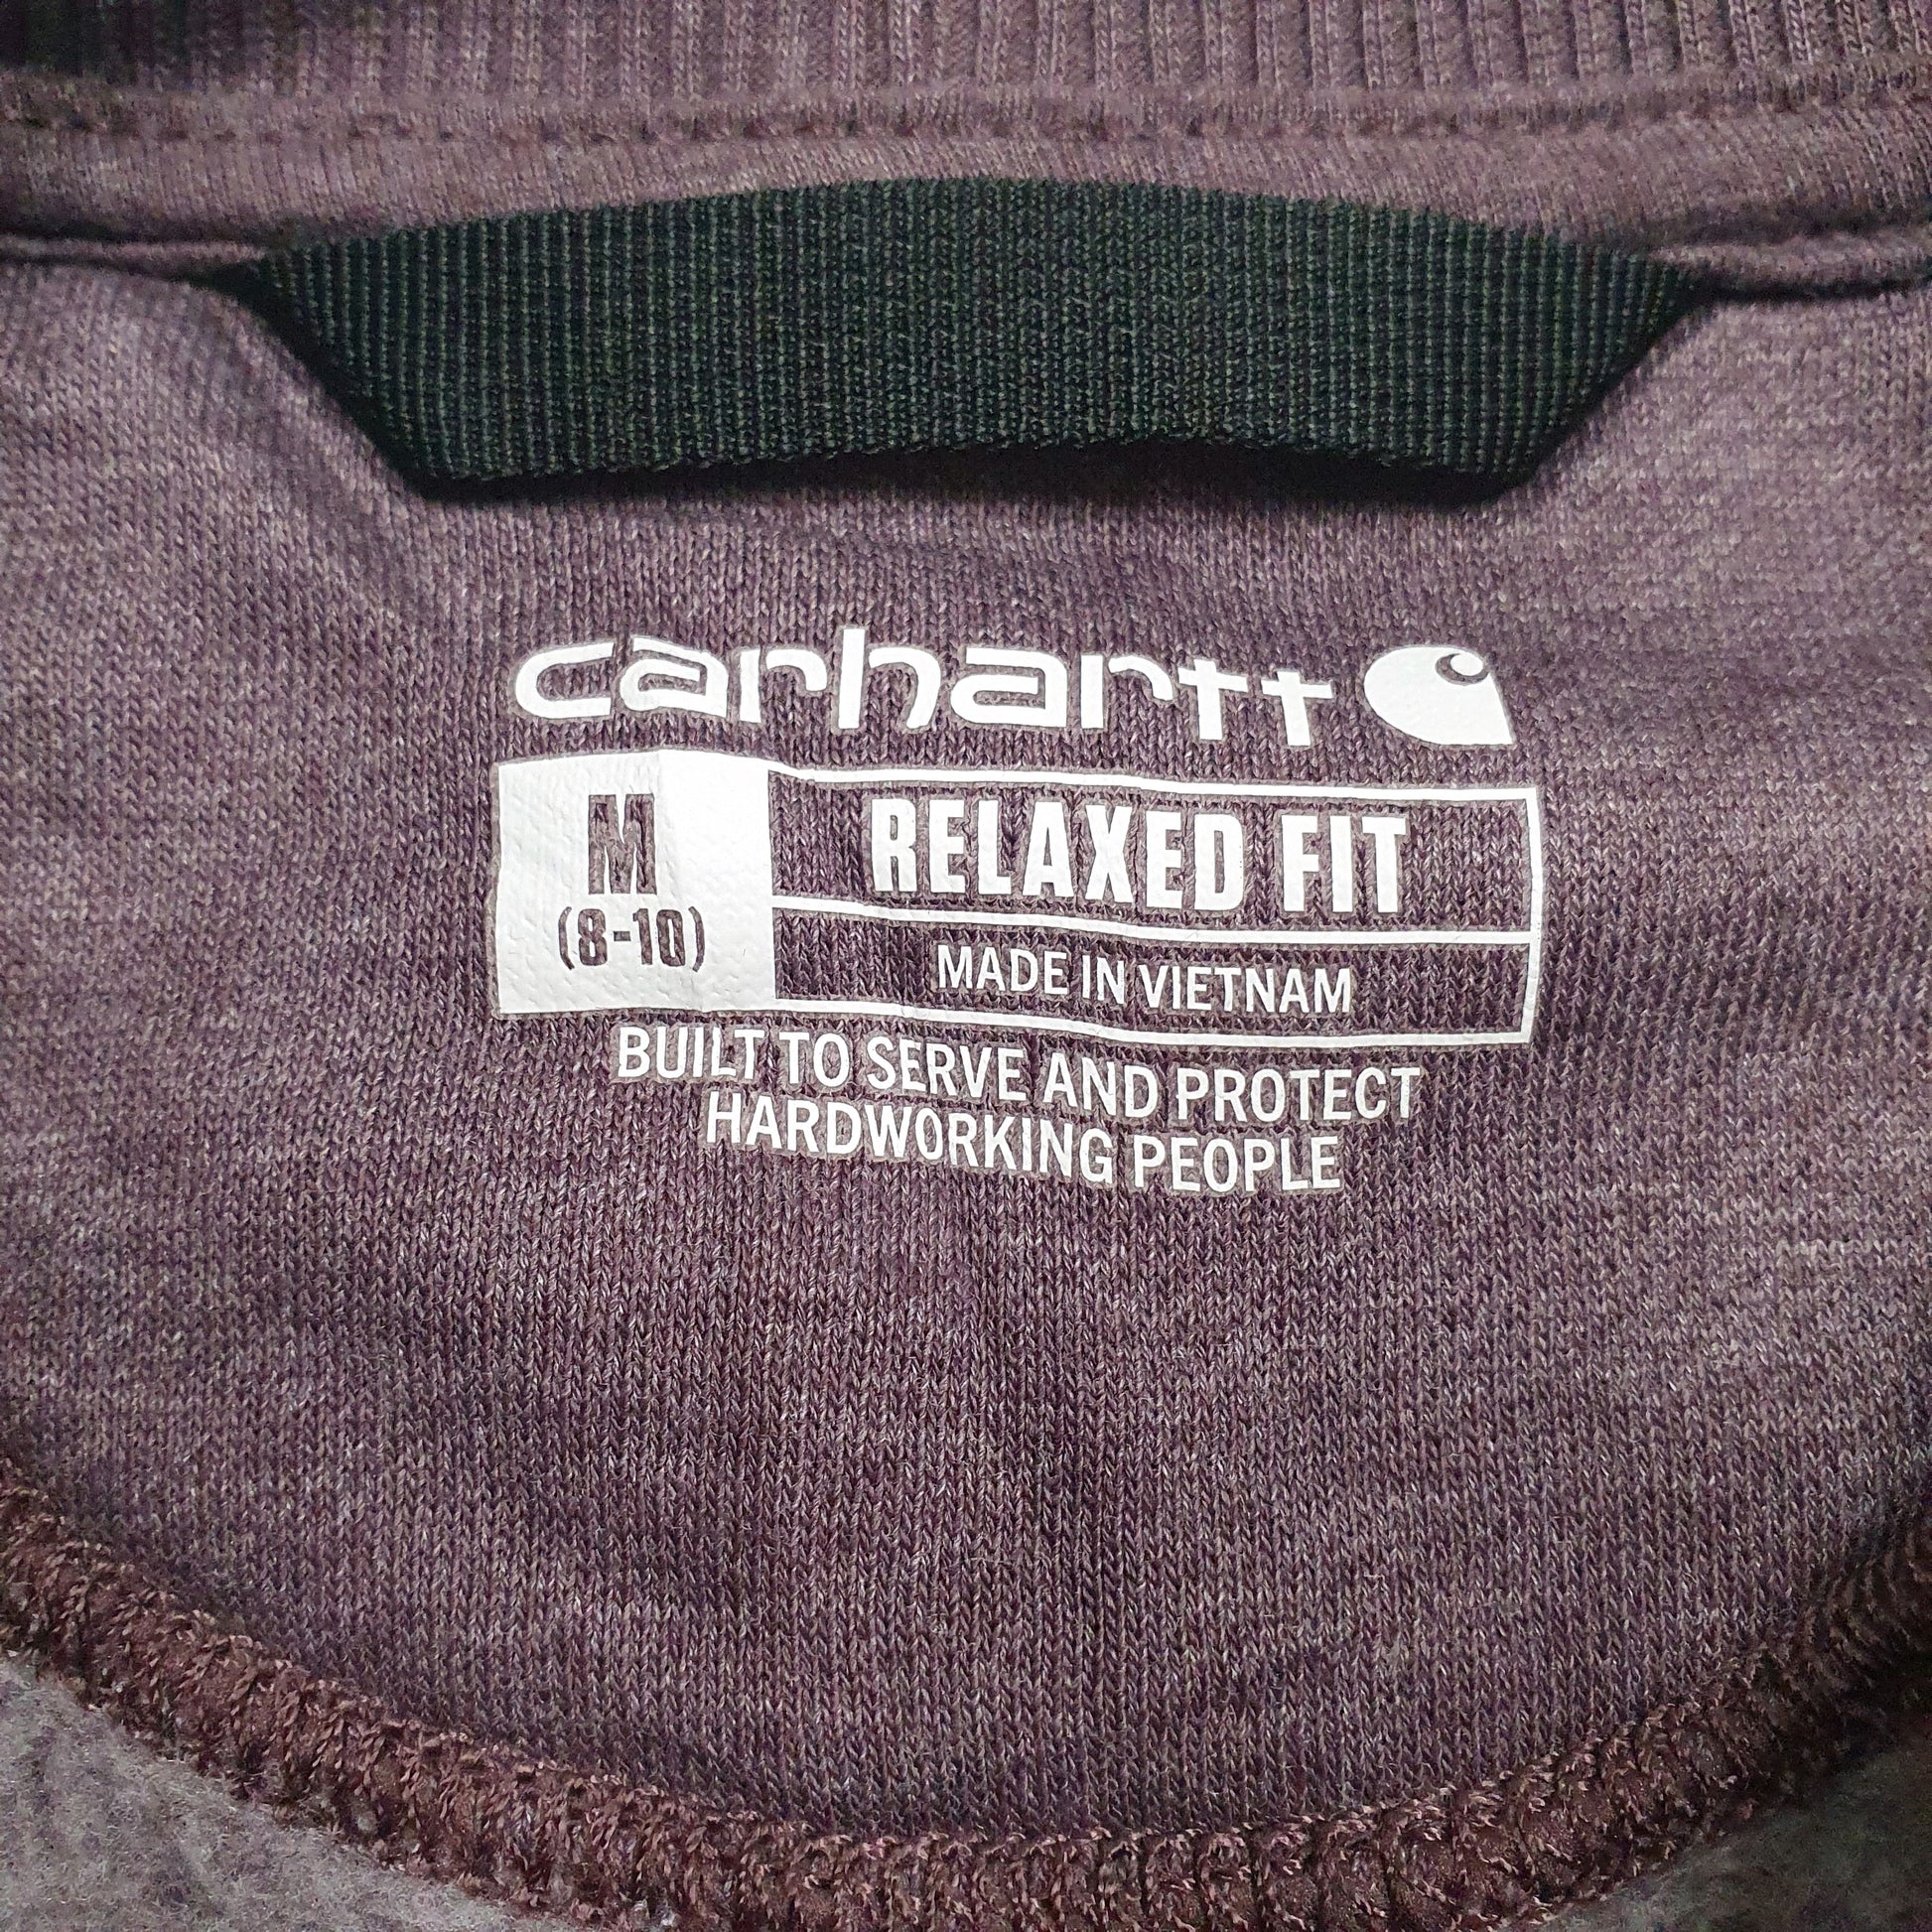 carhartt
M
(8-10)
RELAXED FIT
MADE IN VIETNAM
BUILT TO SERVE AND PROTECT
HARDWORKING PEOPLE